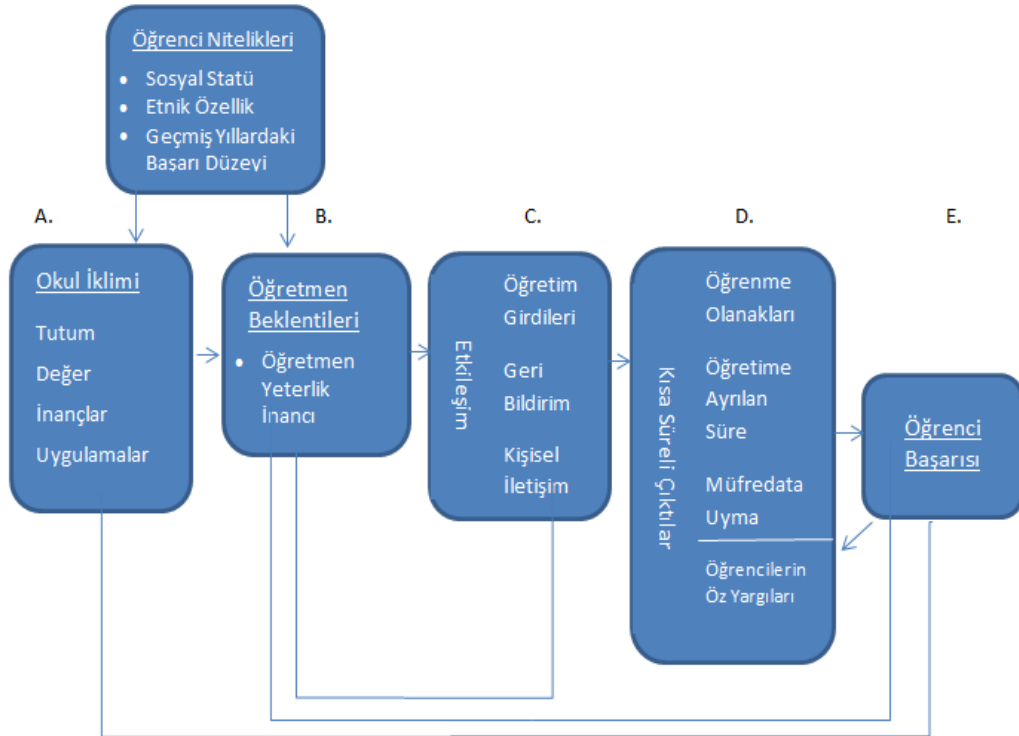 Öğrenci Nitelikleri
• Sosyal Statü
• Etnik Özellik
• Geçmiş Yıllardaki
Başarı Düzeyi
A.
B.
C.
D.
E.
Okul İklimi
Tutum
Değer
İnançlar
Uygulamalar
Öğretmen
Beklentileri
• Öğretmen
Yeterlik
İnancı
Etkileşim
Öğretim
Girdileri
Geri
Bildirim
Kişisel
İletişim
Kısa Süreli Çıktılar
Öğrenme
Olanakları
Öğretime
Ayrılan
Süre
Müfredata
Uyma
Öğrencilerin
Öz Yargıları
Öğrenci
Başarısı